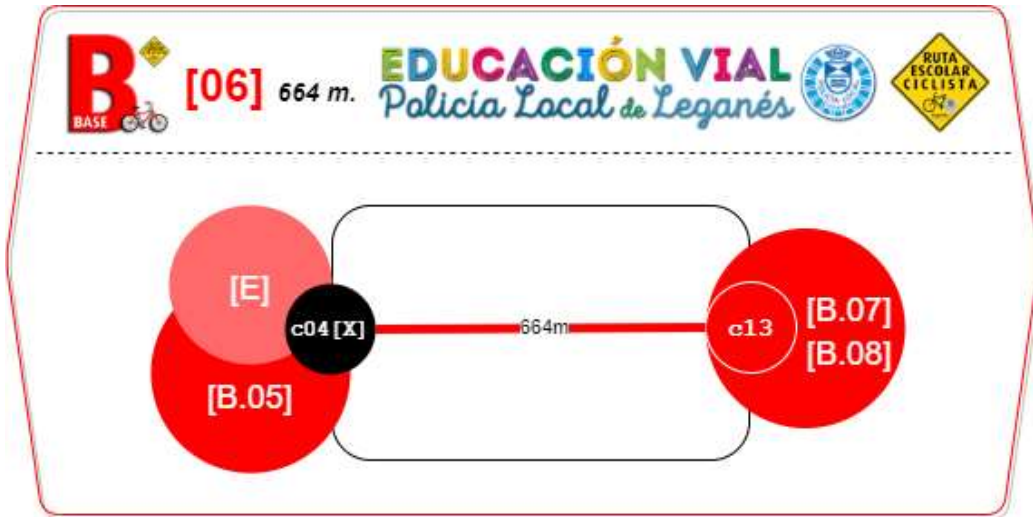 B
BASE
[06] 664 m.
EDUCACIÓN VIAL
Policía Local de Leganés
RUTA
ESCOLAR
CICLISTA
[E]
c04[X]
664m
c13
[B.07]
[B.08]
[B.05]